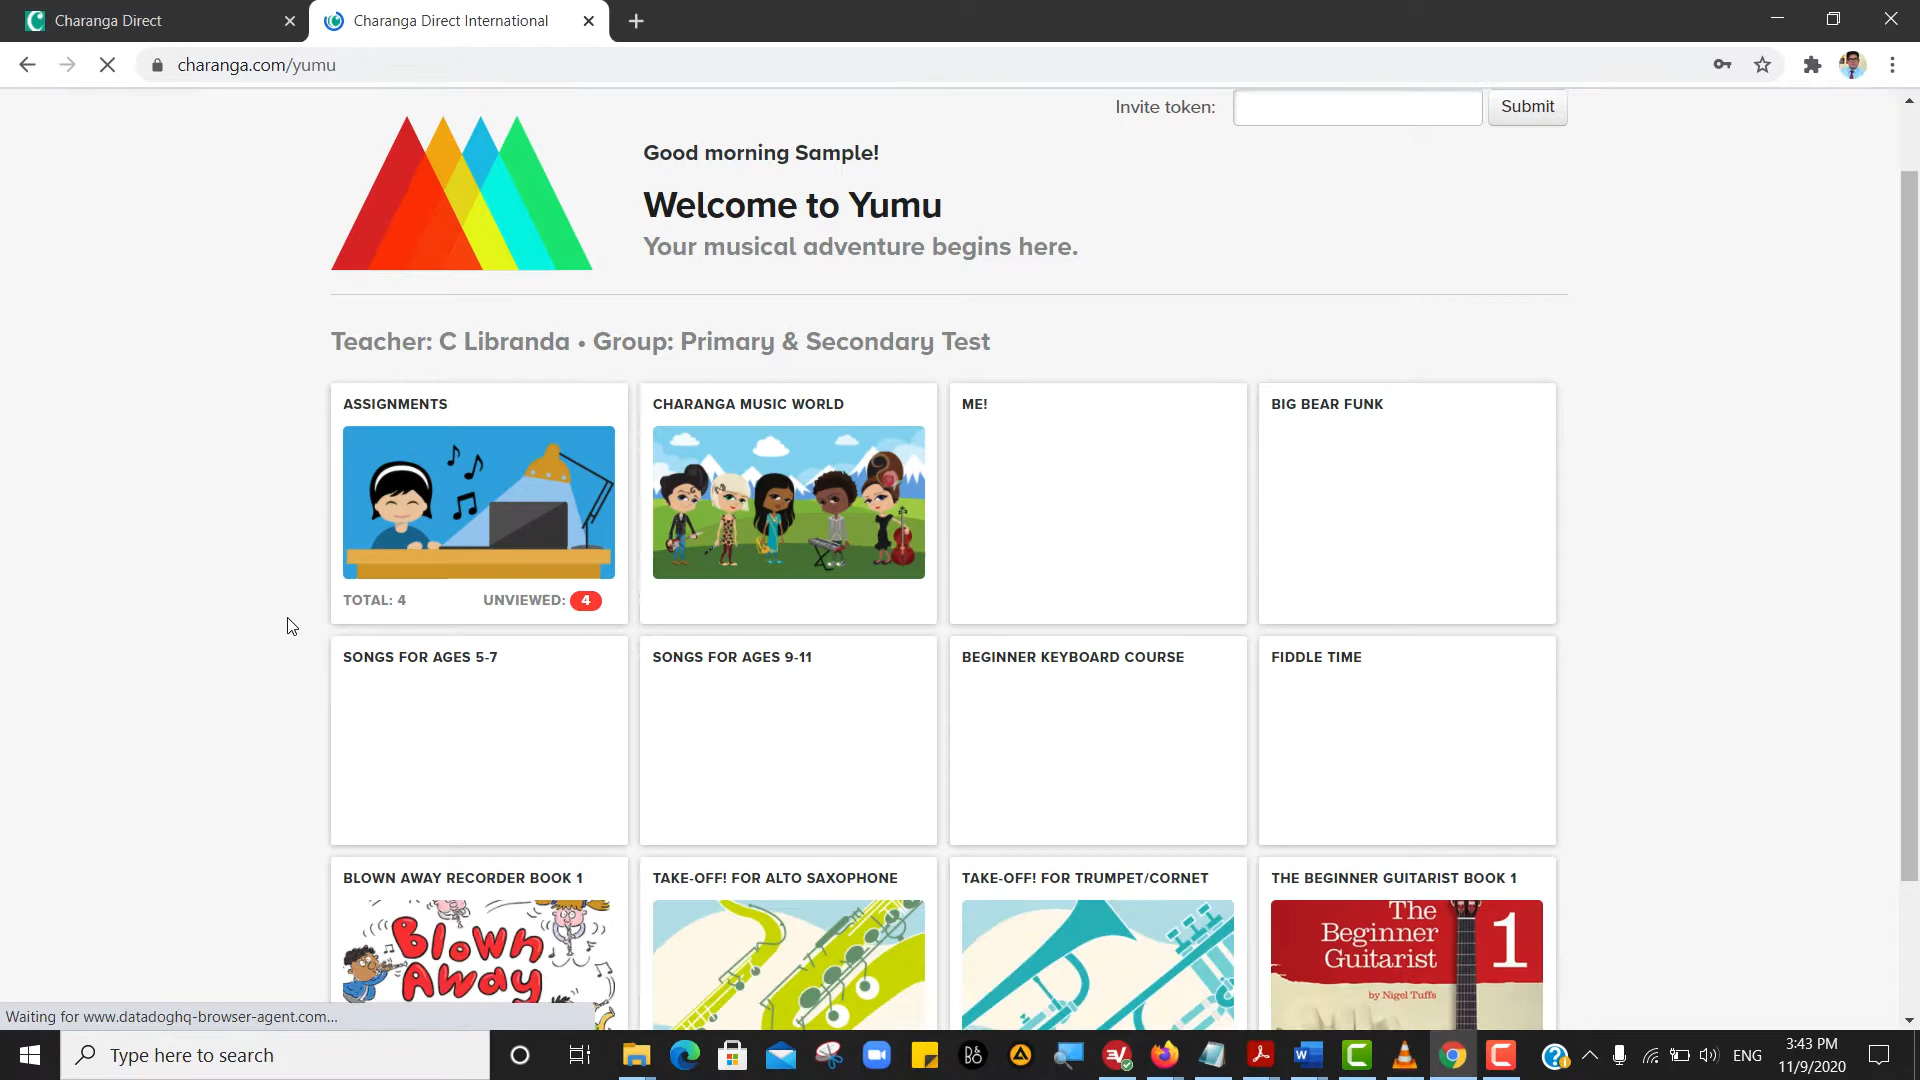 Charanga Direct
Charanga Direct International
charanga.com/yumu
Invite token:
Submit
Good morning Sample!
Welcome to Yumu
Your musical adventure begins here.
Teacher: C Libranda • Group: Primary & Secondary Test
ASSIGNMENTS
CHARANGA MUSIC WORLD
ME!
BIG BEAR FUNK
TOTAL: 4
UNVIEWED: 4
SONGS FOR AGES 5-7
SONGS FOR AGES 9-11
BEGINNER KEYBOARD COURSE
FIDDLE TIME
BLOWN AWAY RECORDER BOOK 1
TAKE-OFF! FOR ALTO SAXOPHONE
TAKE-OFF! FOR TRUMPET/CORNET
THE BEGINNER GUITARIST BOOK 1
Blown
Away
The
Beginner
Guitarist
1
by Nigel Tuffs
Waiting for www.datadoghq-browser-agent.com...
Type here to search
ENG
3:43 PM
11/9/2020